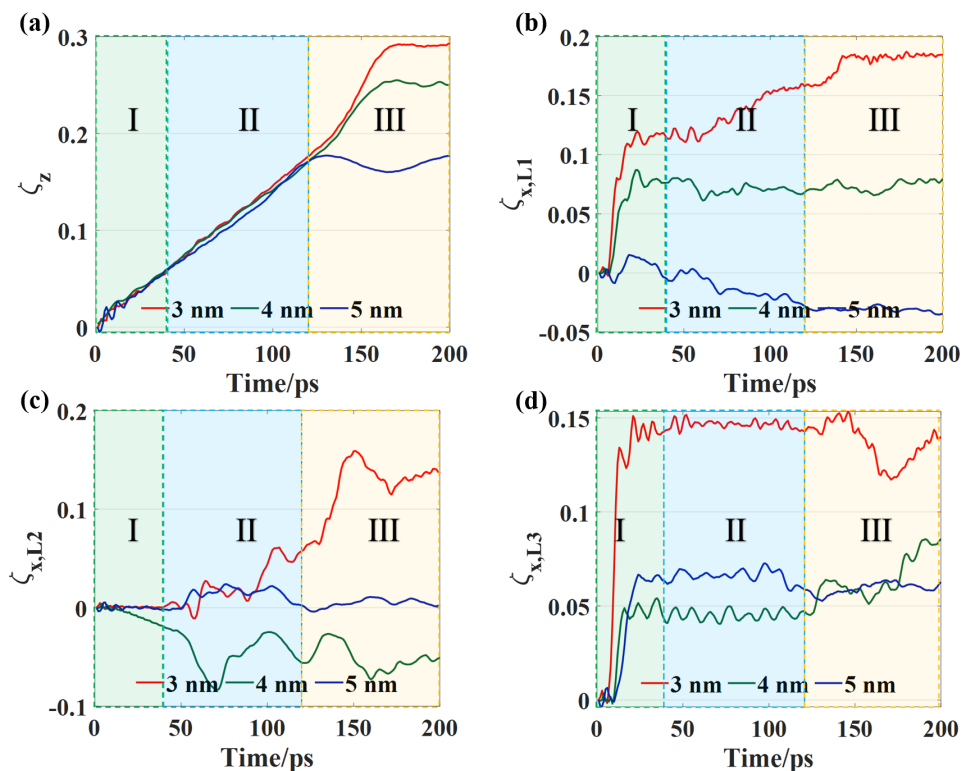 (a)
0.3
0.2
0.1
0
ζz
I
II
III
3 nm
4 nm
5 nm
0
50
100
150
200
Time/ps
(b)
0.2
0.15
0.1
0.05
0
-0.05
ζx,L1
I
II
III
3 nm
4 nm
5 nm
0
50
100
150
200
Time/ps
(c)
0.2
0.1
0
-0.1
ζx,L2
I
II
III
3 nm
4 nm
5 nm
0
50
100
150
200
Time/ps
(d)
0.15
0.1
0.05
0
ζx,L3
I
II
III
3 nm
4 nm
5 nm
0
50
100
150
200
Time/ps